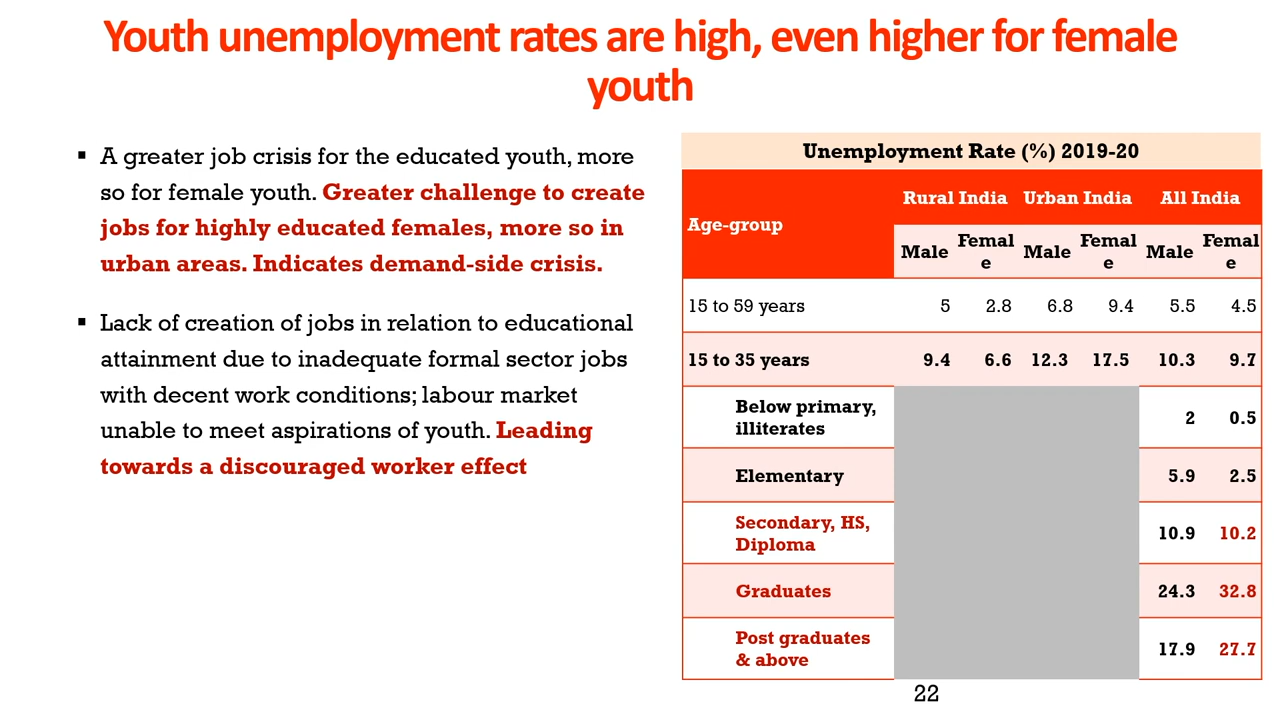 Youth unemployment rates are high, even higher for female
youth
▪ A greater job crisis for the educated youth, more
so for female youth. Greater challenge to create
jobs for highly educated females, more so in
urban areas. Indicates demand-side crisis.
▪ Lack of creation of jobs in relation to educational
attainment due to inadequate formal sector jobs
with decent work conditions; labour market
unable to meet aspirations of youth. Leading
towards a discouraged worker effect
Unemployment Rate (%) 2019-20
Age-group
Rural India Urban India All India
Male Femal
e Male Femal
e Male Femal
e
15 to 59 years 5 2.8 6.8 9.4 5.5 4.5
15 to 35 years 9.4 6.6 12.3 17.5 10.3 9.7
Below primary,
illiterates 2 0.5
Elementary 5.9 2.5
Secondary, HS,
Diploma 10.9 10.2
Graduates 24.3 32.8
Post graduates
& above 17.9 27.7
22